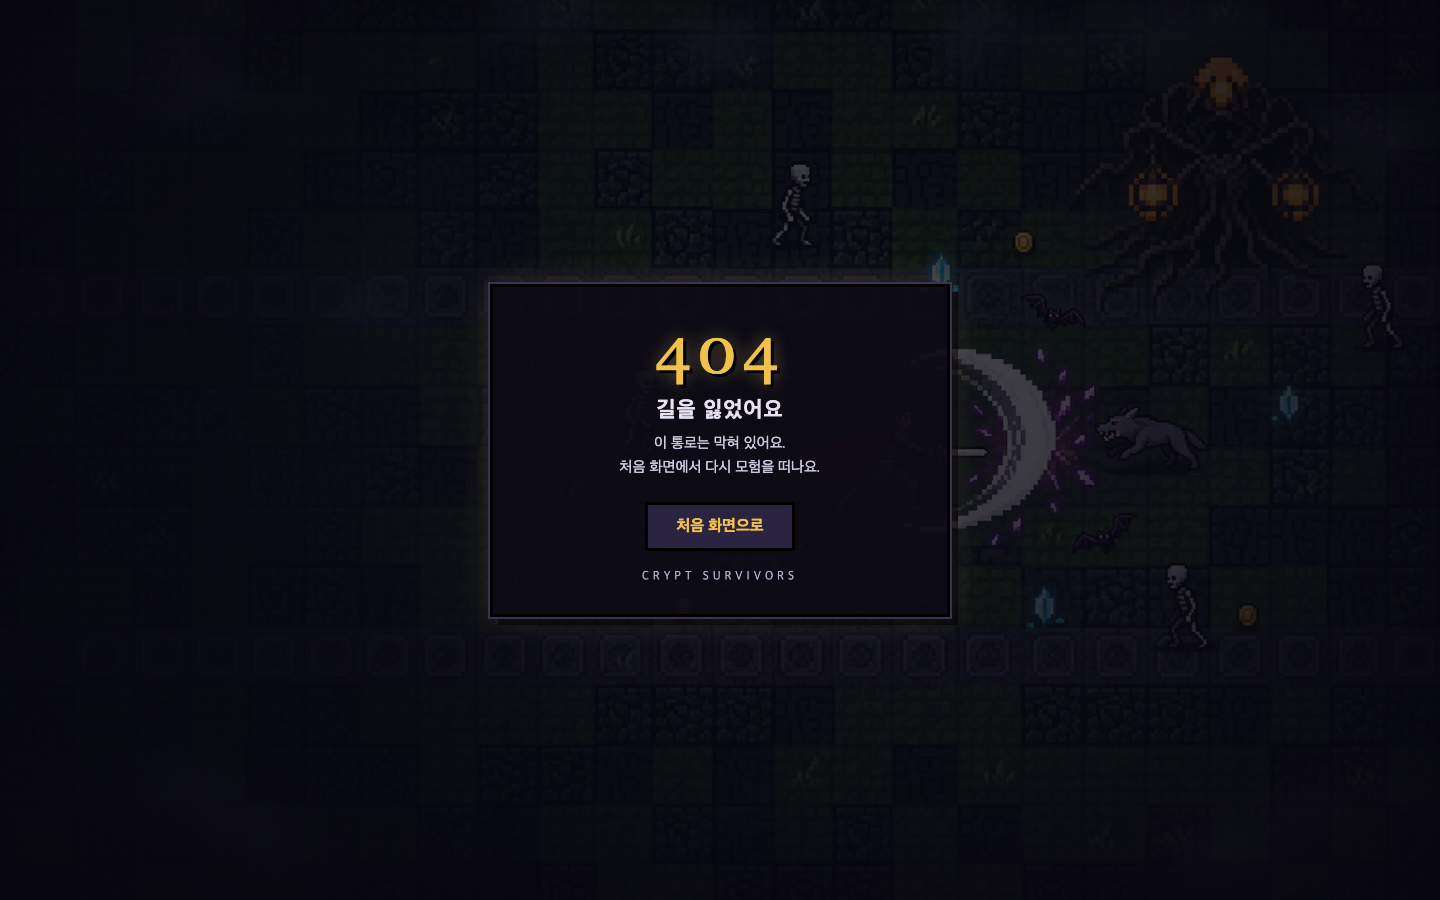 404
길을 잃었어요
이 통로는 막혀 있어요.
처음 화면에서 다시 모험을 떠나요.
처음 화면으로
CRYPT SURVIVORS